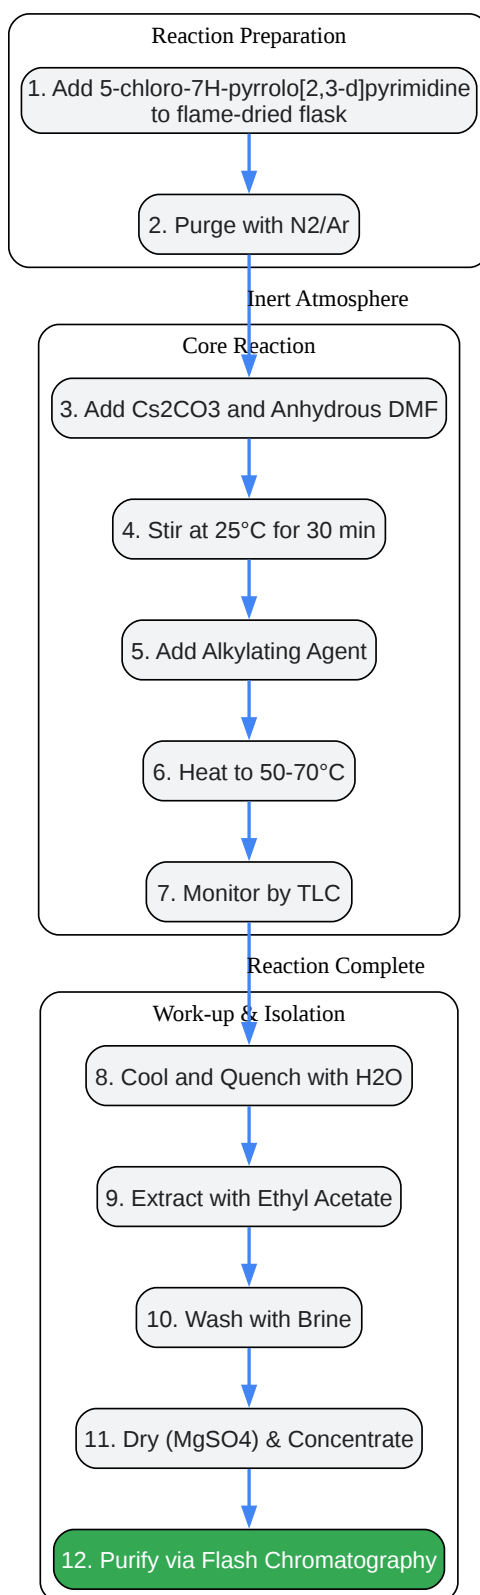 Reaction Preparation
1. Add 5-chloro-7H-pyrrolo[2,3-d]pyrimidine
to flame-dried flask
2. Purge with N2/Ar
Inert Atmosphere
Core Reaction
3. Add Cs2CO3 and Anhydrous DMF
4. Stir at 25°C for 30 min
5. Add Alkylating Agent
6. Heat to 50-70°C
7. Monitor by TLC
Reaction Complete
Work-up & Isolation
8. Cool and Quench with H2O
9. Extract with Ethyl Acetate
10. Wash with Brine
11. Dry (MgSO4) & Concentrate
12. Purify via Flash Chromatography